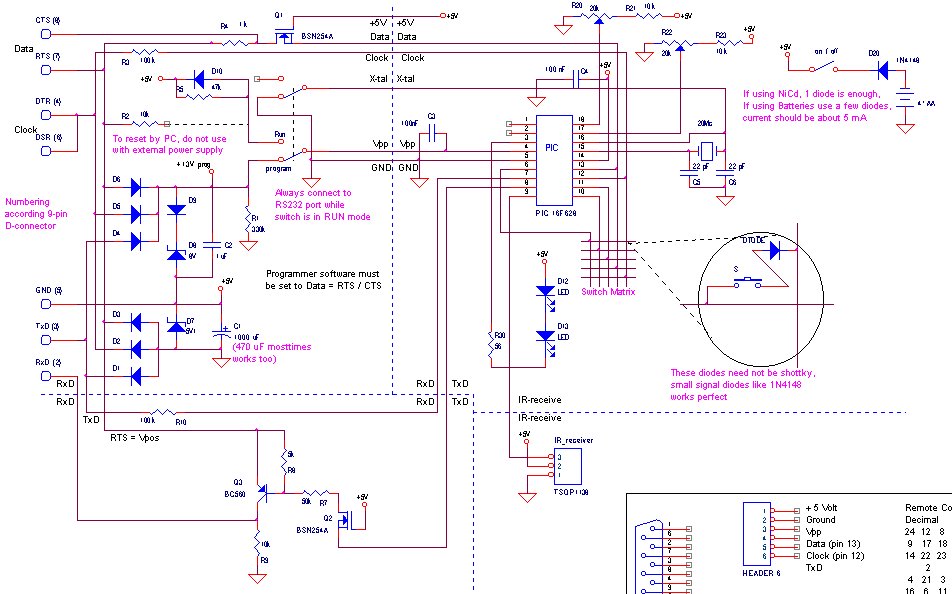 CTS (8)
R4 1k
Q1
BSN254A
+5V
+5V +5V
Data Data
Data
RTS (7)
R3 100k
Clock Clock
+5V
D10
R5 47k
X-tal X-tal
DTR (4)
R2 10k
Clock
DSR (6)
To reset by PC, do not use
with external power supply
Run
program
100nF
C3
Vpp Vpp
GND GND
+13V prog
Numbering
according 9-pin
D-connector
D6
D5
D4
D9
D8
8V
C2
1uF
R1
330k
Always connect to
RS232 port while
switch is in RUN mode
Programmer software must
be set to Data = RTS / CTS
GND (5)
TxD (3)
RxD (2)
D3
D2
D1
D7
5V1
+5V
C1
1000 uF
(470 uF mosttimes
works too)
RxD TxD
RxD TxD
RxD
TxD
100k R10
RTS = Vpos
Q3
BC560
5k
R8
50k R7
+5V
Q2
BSN254A
10k
R9
R20
20k
R21
10k
+5V
R22
20k
R23
10k
+5V
100 nF
C4
+5V
1
2
3
4
5
6
7
8
9
18
17
16
15
14
13
12
11
10
PIC
PIC 16F628
20Mc
22 pF
C5
22 pF
C6
+5V
on / off
D20
1N4148
4*AA
If using NiCd, 1 diode is enough,
If using Batteries use a few diodes,
current should be about 5 mA
+5V
D12
LED
D13
LED
R30
56
Switch Matrix
DIODE
S
These diodes need not be shottky,
small signal diodes like 1N4148
works perfect
IR-receive
IR-receive
+5V
IR_receiver
3
2
1
TSOP1138
1
6
2
7
3
8
4
9
1
2
3
4
5
6
HEADER 6
+ 5 Volt
Ground
Vpp
Data (pin 13)
Clock (pin 12)
TxD
Remote Co
Decimal
24 12 8
9 17 18
14 22 23
2
4 21 3
16 6 11